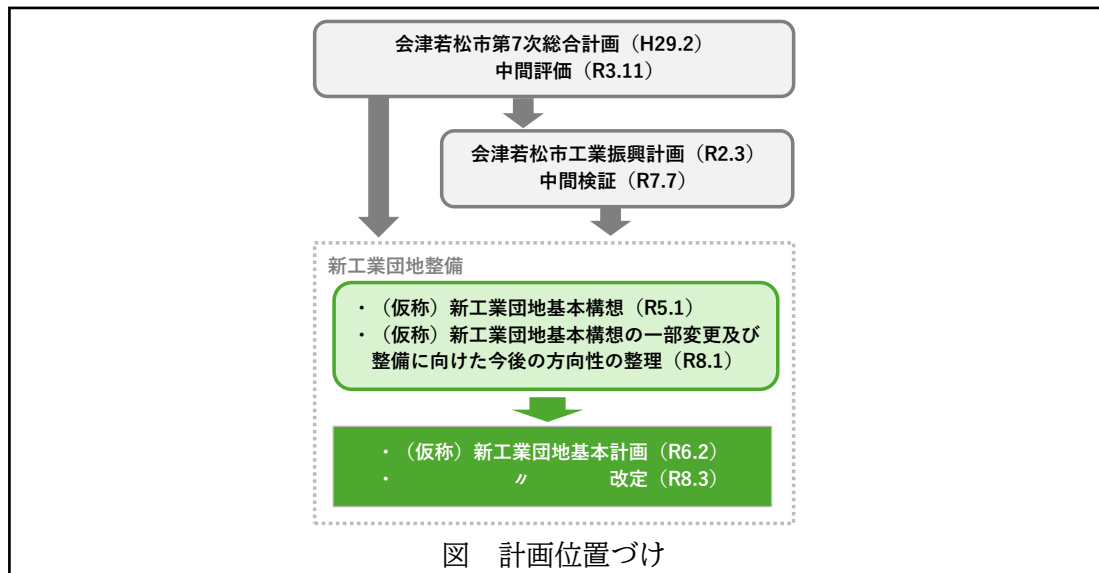 会津若松市第7次総合計画（H29.2）
中間評価（R3.11）
会津若松市工業振興計画（R2.3）
中間検証（R7.7）
新工業団地整備
・（仮称）新工業団地基本構想（R5.1）
・（仮称）新工業団地基本構想の一部変更及び
整備に向けた今後の方向性の整理（R8.1）
・（仮称）新工業団地基本計画（R6.2）
・　　　　　〃　　　　改定（R8.3）
図　計画位置づけ